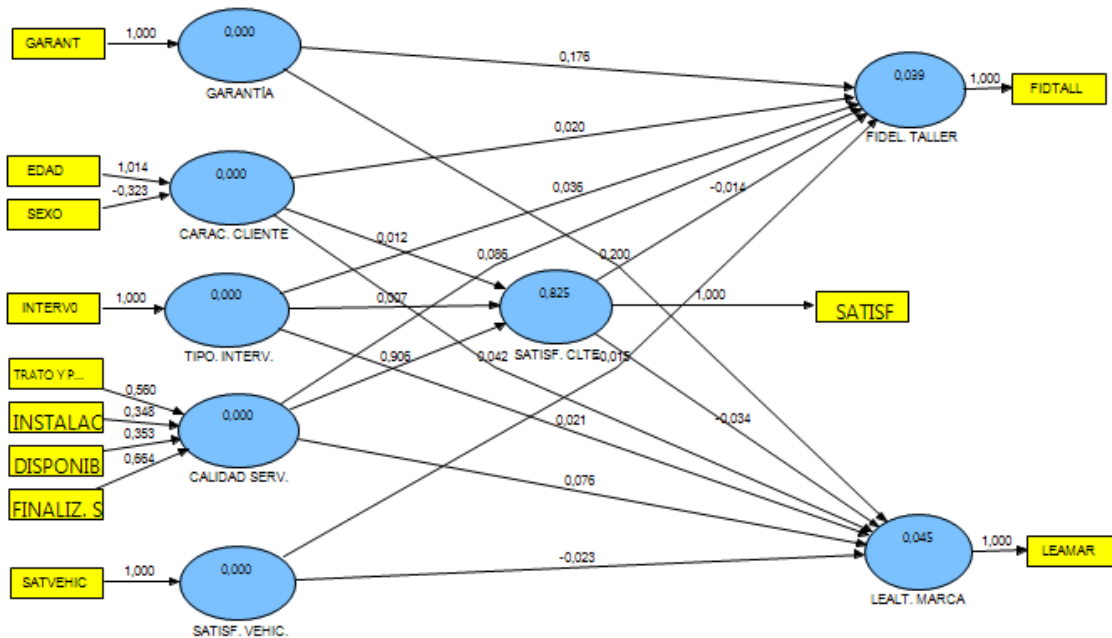 GARANT
1,000
0,000
GARANTÍA
0,176
0,039
1,000
FIDTALL
FIDEL. TALLER
EDAD
1,014
SEXO
-0,323
0,000
CARAC. CLIENTE
0,020
0,036
-0,014
0,012
0,086
0,200
INTERV0
1,000
0,000
TIPO. INTERV.
0,007
0,825
1,000
SATISF
SATISF. CLTE
-0,015
TRATO Y P...
0,560
INSTALAC
0,348
DISPONIB
0,353
FINALIZ. S
0,664
0,000
CALIDAD SERV.
0,906
0,042
0,021
-0,034
0,076
SATVEHIC
1,000
0,000
SATISF. VEHIC.
-0,023
0,045
1,000
LEAMAR
LEALT. MARCA